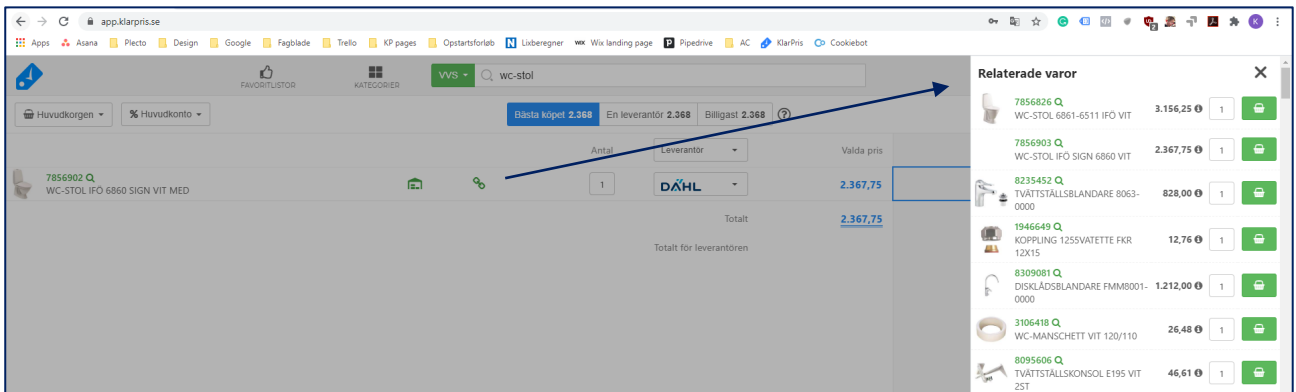 app.klarpris.se
Apps Asana Plecto Design Google Fagblade Trello KP pages Opstartsforløb Lixberegner WIX Wix landing page Pipedrive AC KlarPris Cookiebot
FAVORITLISTOR
KATEGORIER
VVS
wc-stol
Huvudkorgen
% Huvudkonto
Bästa köpet 2.368
En leverantör 2.368
Billigast 2.368
Antal
Leverantör
Valda pris
7856902
WC-STOL IFÖ 6860 SIGN VIT MED
1
DAHL
2.367,75
Totalt
2.367,75
Totalt för leverantören
Relaterade varor
7856826
WC-STOL 6861-6511 IFÖ VIT
3.156,25
1
7856903
WC-STOL IFÖ SIGN 6860 VIT
2.367,75
1
8235452
TVÄTTSTÄLLSBLANDARE 8063-
0000
828,00
1
1946649
KOPPLING 1255VATETTE FKR
12X15
12,76
1
8309081
DISKLÅDSBLANDARE FMM8001-
0000
1.212,00
1
3106418
WC-MANSCHETT VIT 120/110
26,48
1
8095606
TVÄTTSTÄLLSKONSOL E195 VIT
2ST
46,61
1
K
2